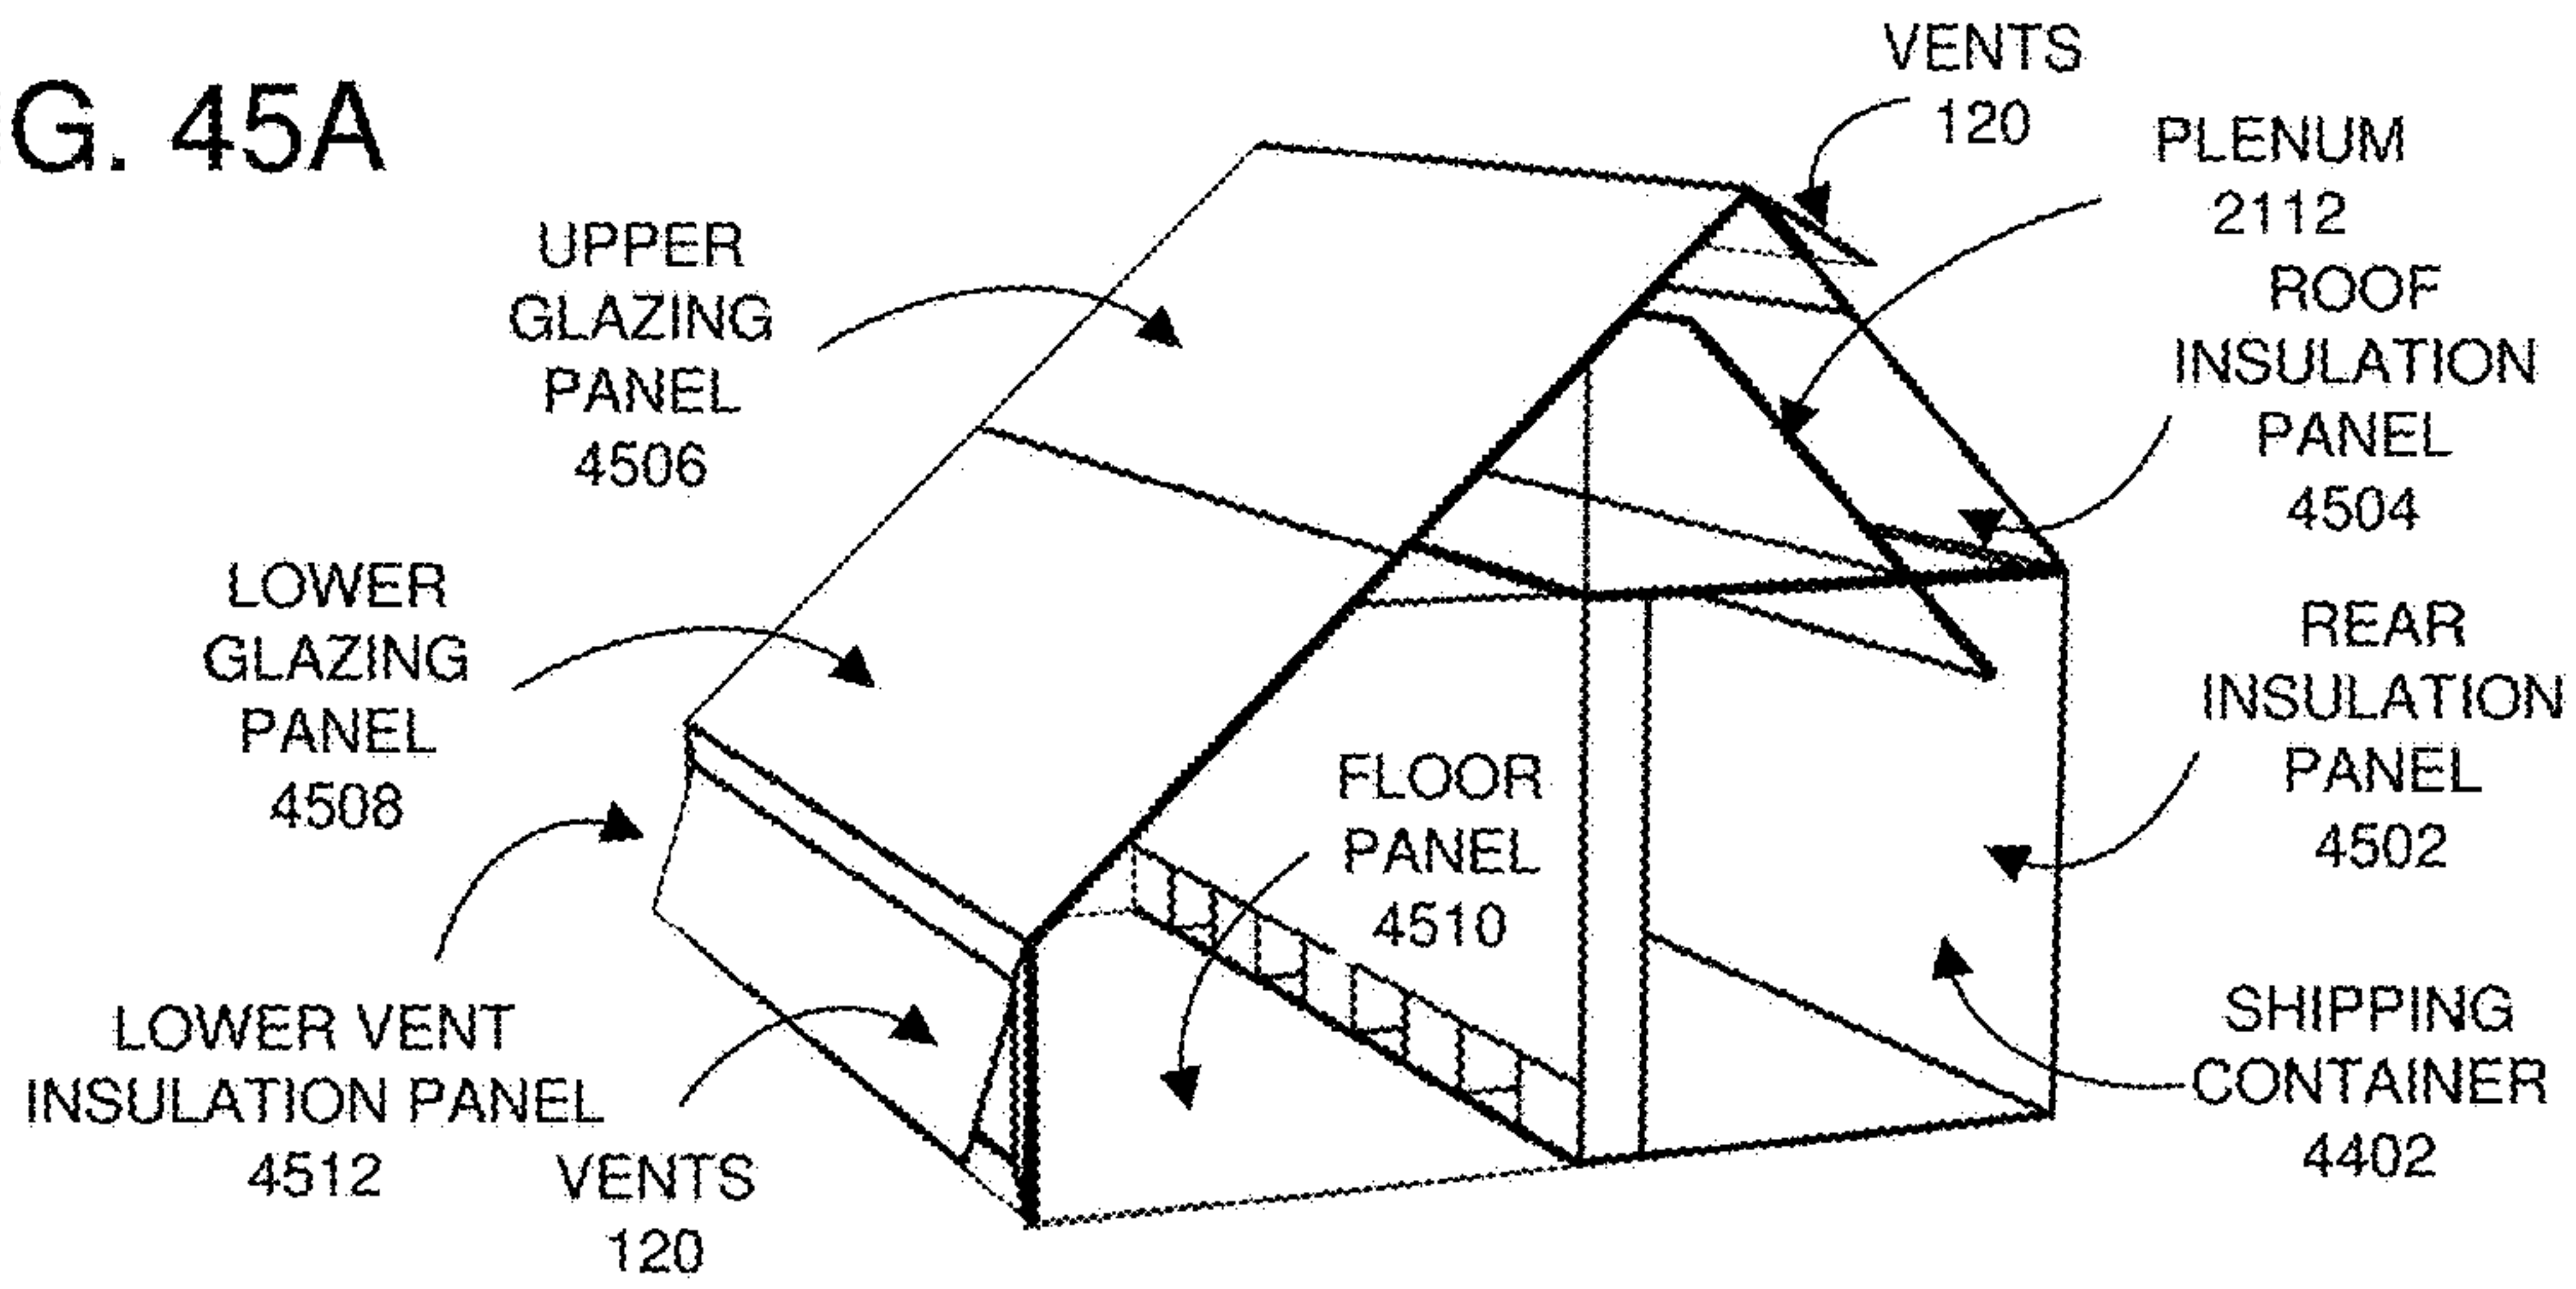 G. 45A
VENTS
120
PLENUM
2112
UPPER
GLAZING
PANEL
4506
ROOF
INSULATION
PANEL
4504
LOWER
GLAZING
PANEL
4508
REAR
INSULATION
PANEL
4502
FLOOR
PANEL
4510
LOWER VENT
INSULATION PANEL
4512
VENTS
120
SHIPPING
CONTAINER
4402